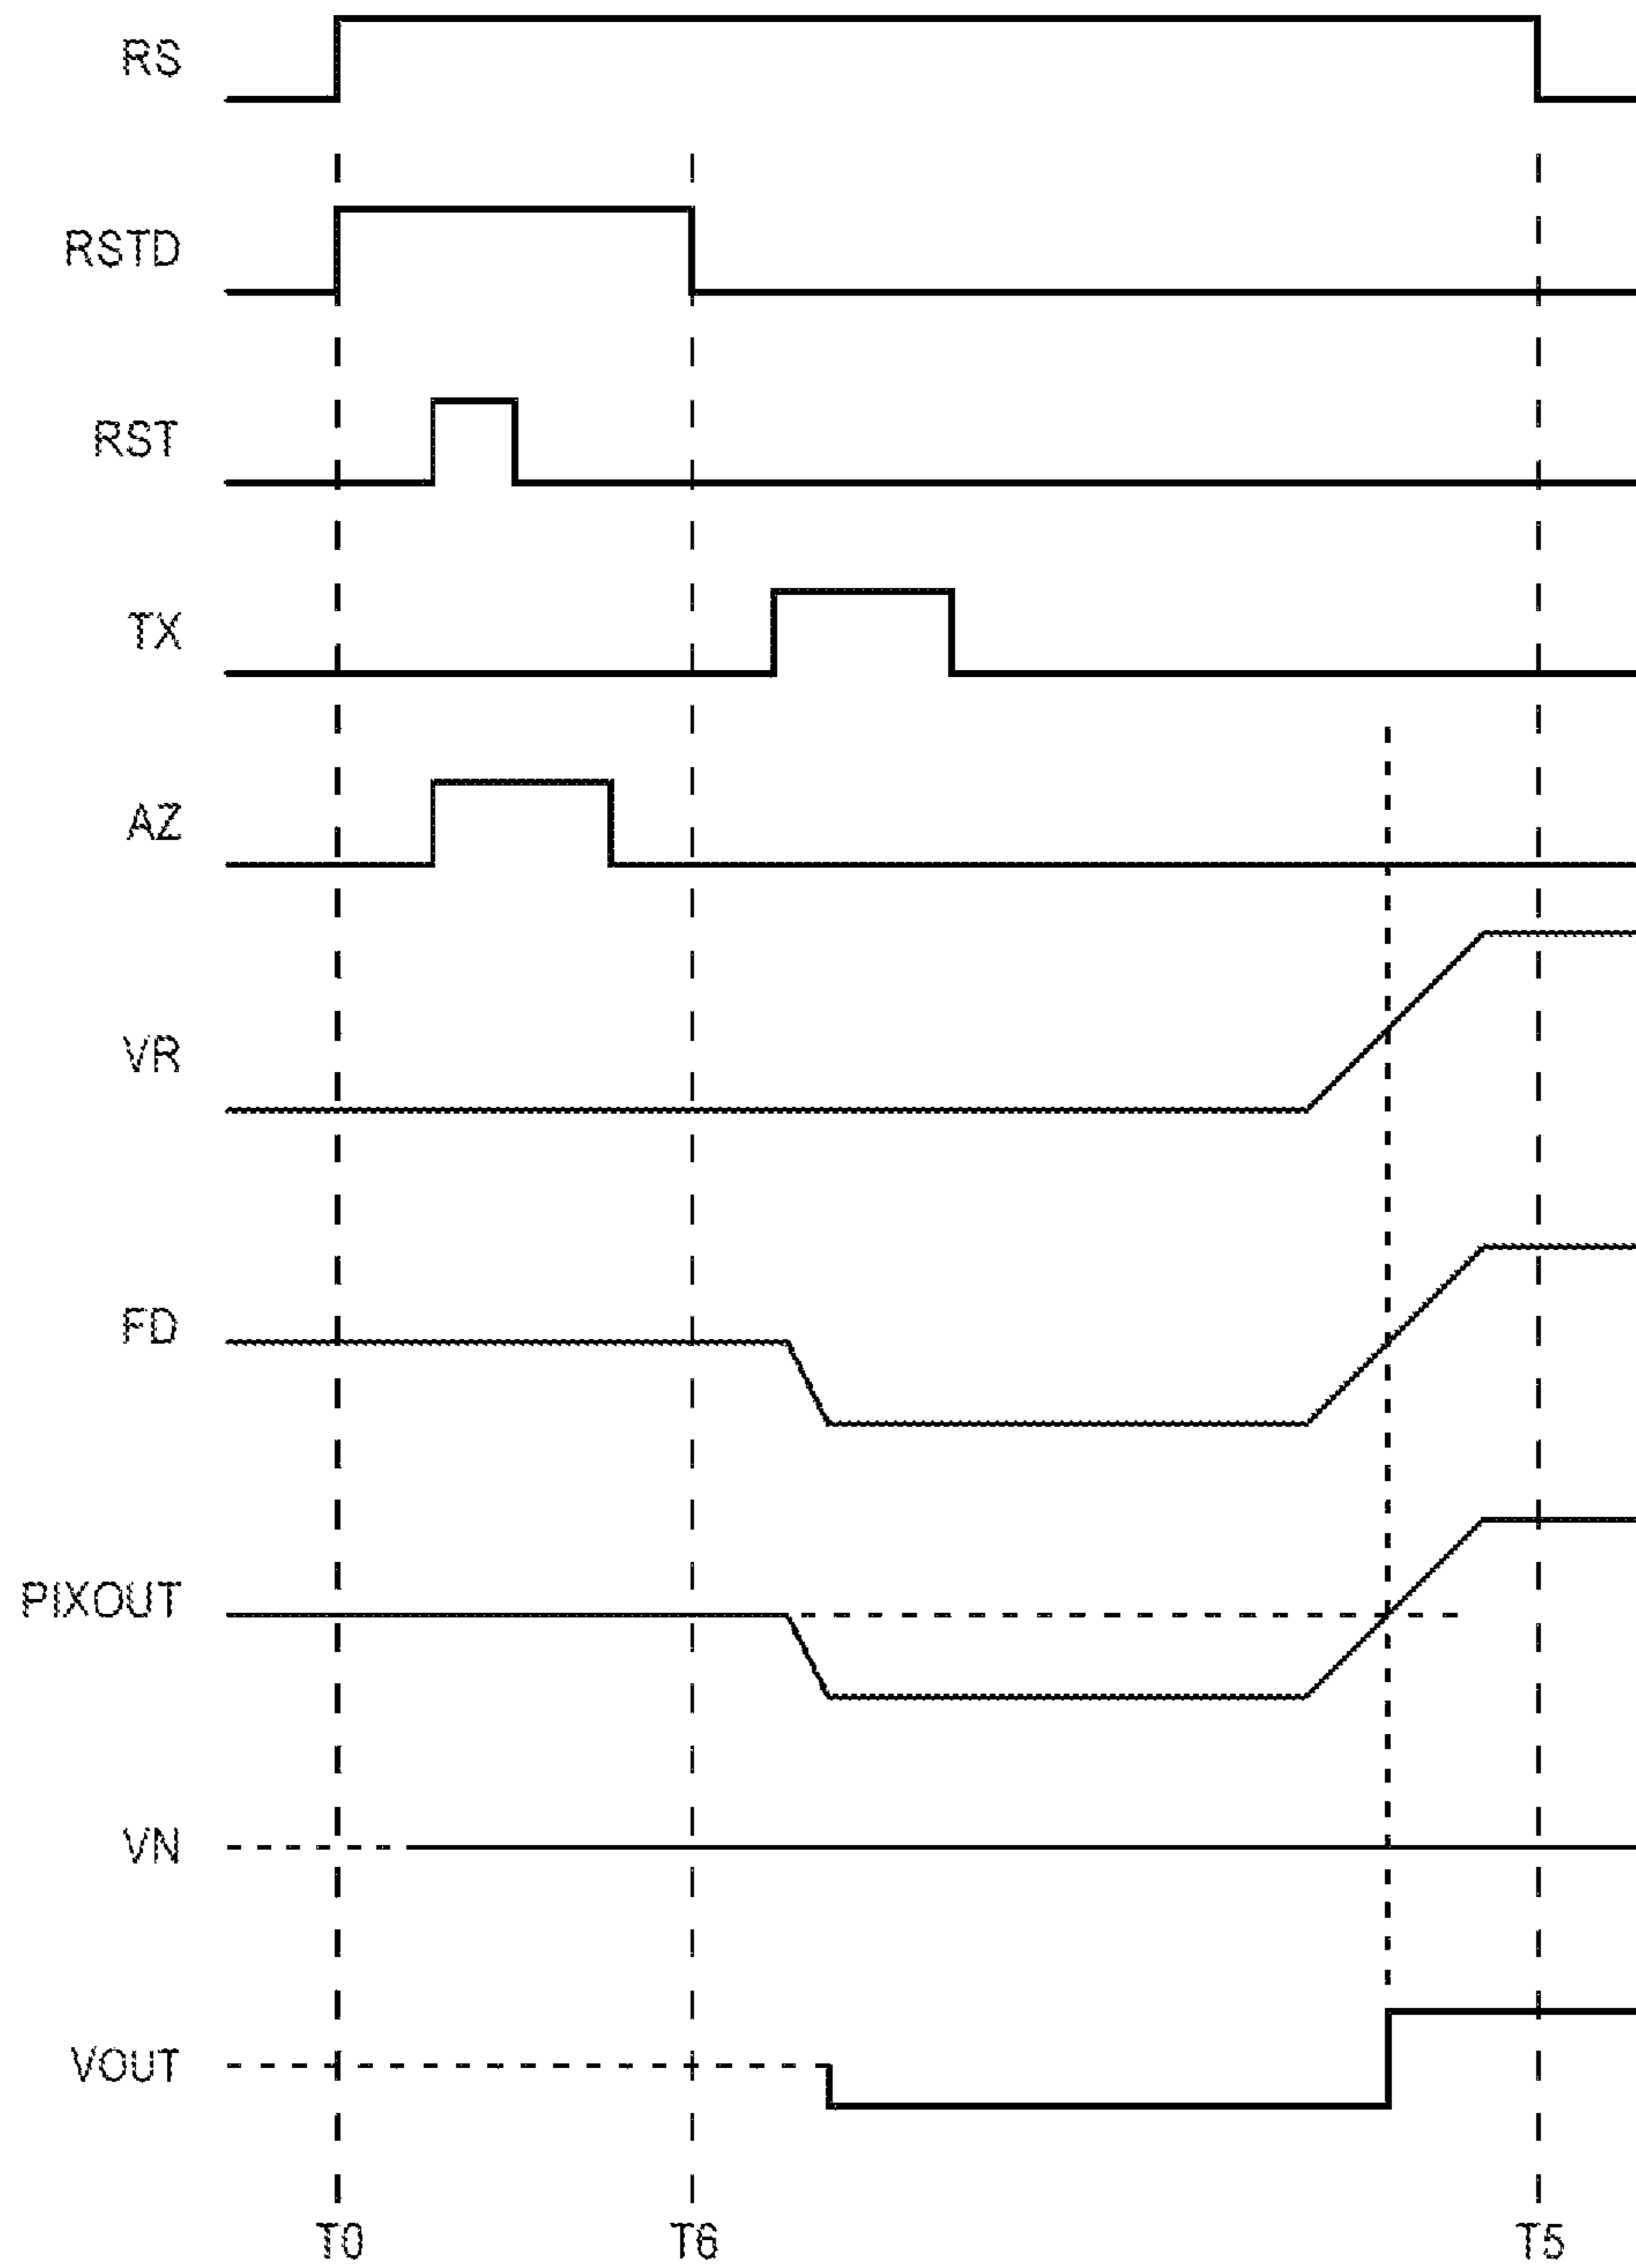 RS
RSTD
RST
TX
AZ
VR
FD
PIXOUT
VN
VOUT
T0 T6 T5